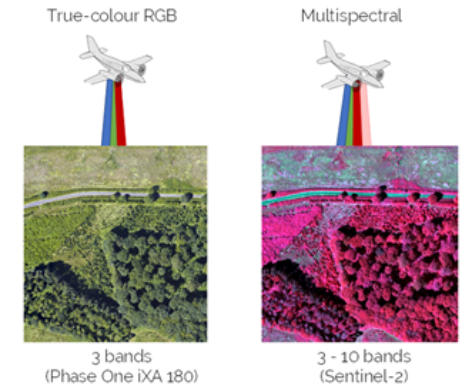 True-colour RGB
Multispectral
3 bands
(Phase One iXA 180)
3 - 10 bands
(Sentinel-2)